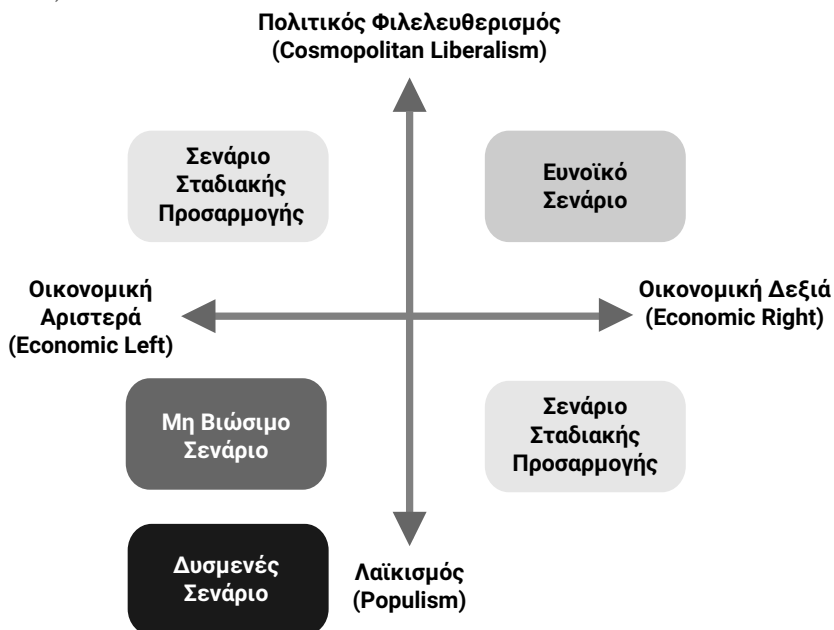 Πολιτικός Φιλελευθερισμός
(Cosmopolitan Liberalism)
Σενάριο
Σταδιακής
Προσαρμογής
Ευνοϊκό
Σενάριο
Οικονομική
Αριστερά
(Economic Left)
Οικονομική Δεξιά
(Economic Right)
Μη Βιώσιμο
Σενάριο
Σενάριο
Σταδιακής
Προσαρμογής
Δυσμενές
Σενάριο
Λαϊκισμός
(Populism)